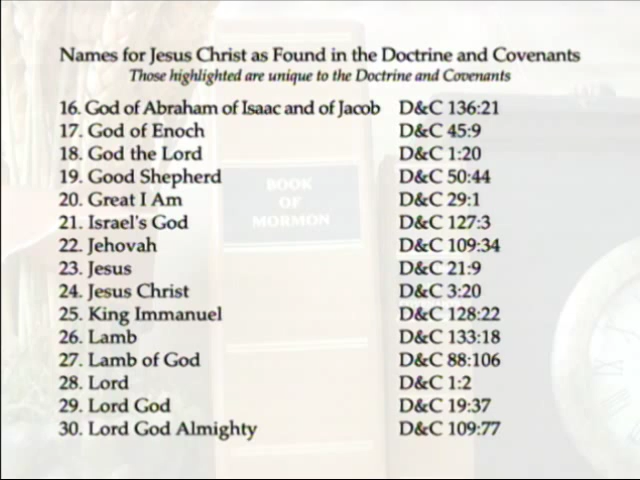 Names for Jesus Christ as Found in the Doctrine and Covenants
Those highlighted are unique to the Doctrine and Covenants
16. God of Abraham of Isaac and of Jacob D&C 136:21
17. God of Enoch D&C 45:9
18. God the Lord D&C 1:20
19. Good Shepherd D&C 50:44
20. Great I Am D&C 29:1
21. Israel's God D&C 127:3
22. Jehovah D&C 109:34
23. Jesus D&C 21:9
24. Jesus Christ D&C 3:20
25. King Immanuel D&C 128:22
26. Lamb D&C 133:18
27. Lamb of God D&C 88:106
28. Lord D&C 1:2
29. Lord God D&C 19:37
30. Lord God Almighty D&C 109:77
BOOK
OF
MORMON